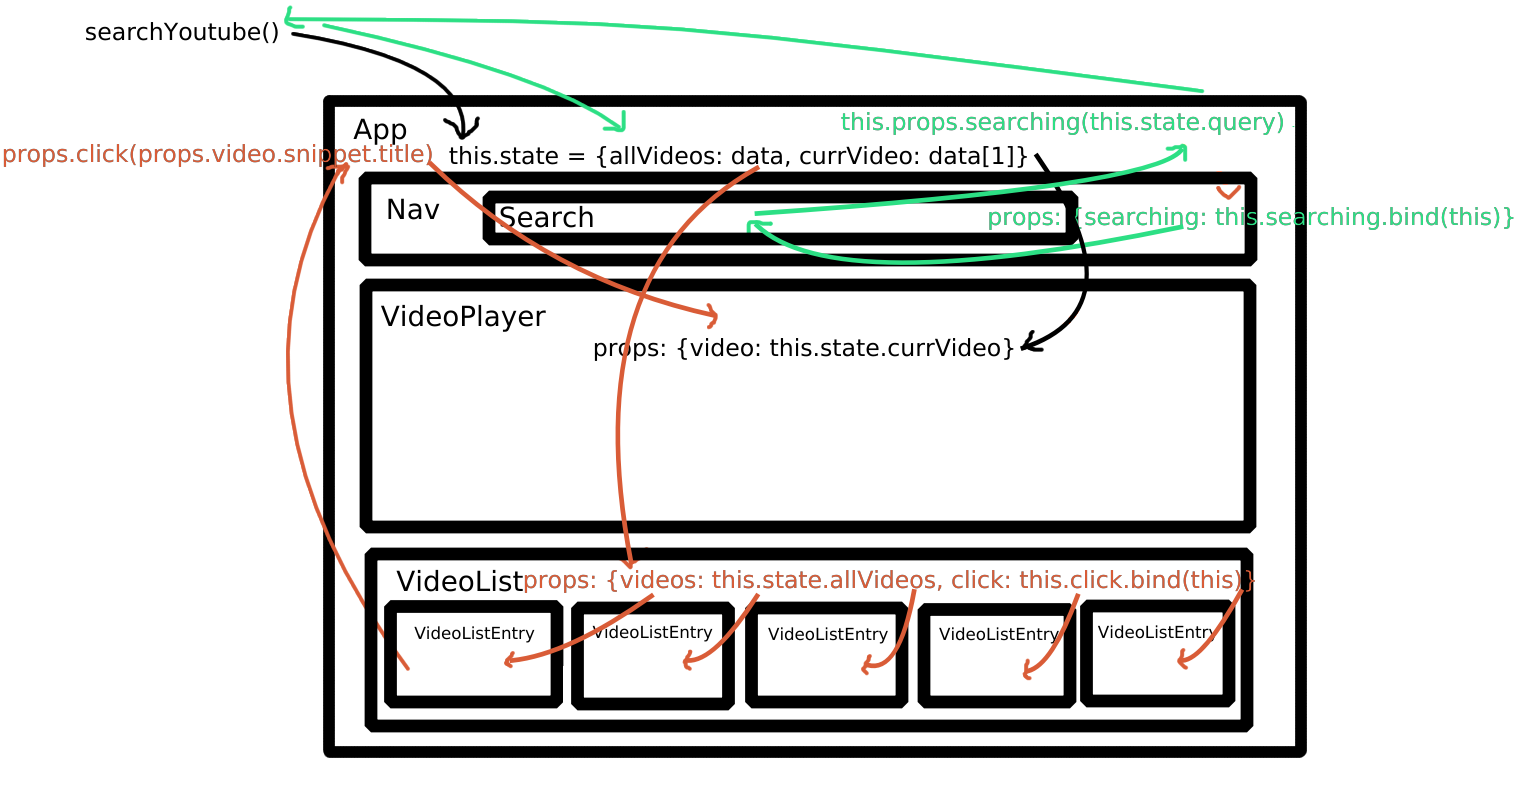 searchYoutube()
this.props.searching(this.state.query)
App
props.click(props.video.snippet.title)
this.state = {allVideos: data, currVideo: data[1]}
Nav
Search
props: {searching: this.searching.bind(this)}
VideoPlayer
props: {video: this.state.currVideo}
VideoList
props: {videos: this.state.allVideos, click: this.click.bind(this)}
VideoListEntry
VideoListEntry
VideoListEntry
VideoListEntry
VideoListEntry